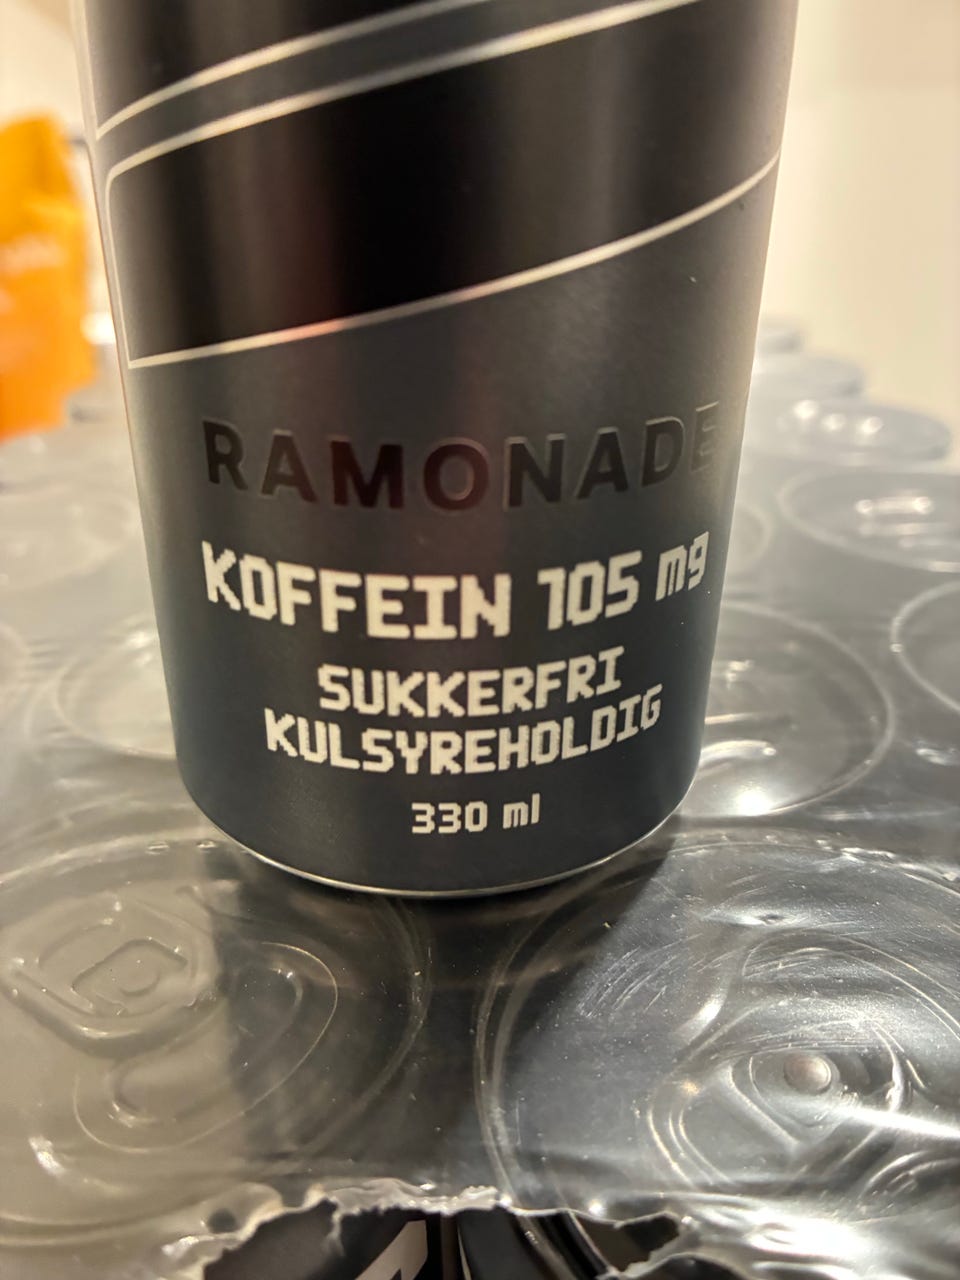 RAMONADE
KOFFEIN 105 mg
SUKKERFRI
KULSYREHOLDIG
330 ml